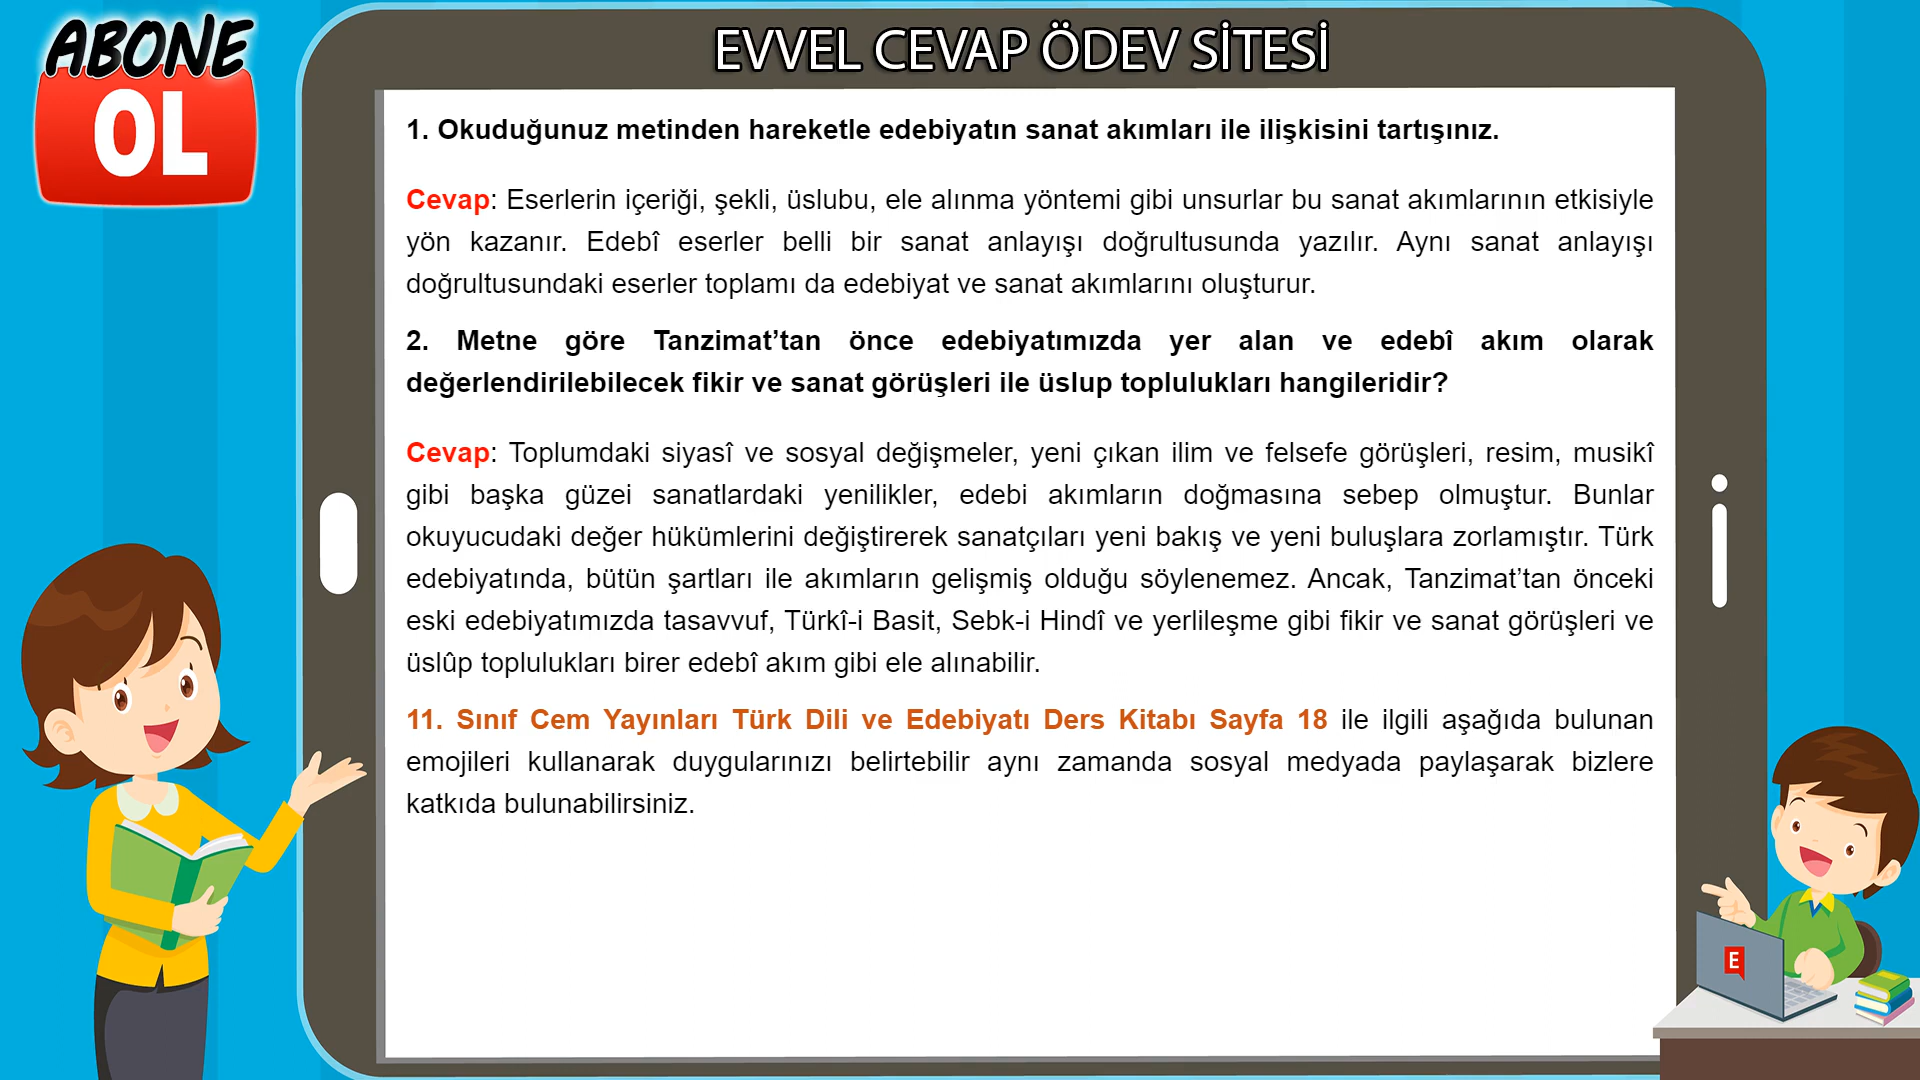 ABONE
OL
EVVEL CEVAP ÖDEV SİTESİ
1. Okuduğunuz metinden hareketle edebiyatın sanat akımları ile ilişkisini tartışınız.
Cevap: Eserlerin içeriği, şekli, üslubu, ele alınma yöntemi gibi unsurlar bu sanat akımlarının etkisiyle
yön kazanır. Edebî eserler belli bir sanat anlayışı doğrultusunda yazılır. Aynı sanat anlayışı
doğrultusundaki eserler toplamı da edebiyat ve sanat akımlarını oluşturur.
2. Metne göre Tanzimat’tan önce edebiyatımızda yer alan ve edebî akım olarak
değerlendirilebilecek fikir ve sanat görüşleri ile üslup toplulukları hangileridir?
Cevap: Toplumdaki siyasî ve sosyal değişmeler, yeni çıkan ilim ve felsefe görüşleri, resim, musikî
gibi başka güzei sanatlardaki yenilikler, edebi akımların doğmasına sebep olmuştur. Bunlar
okuyucudaki değer hükümlerini değiştirerek sanatçıları yeni bakış ve yeni buluşlara zorlamıştır. Türk
edebiyatında, bütün şartları ile akımların gelişmiş olduğu söylenemez. Ancak, Tanzimat’tan önceki
eski edebiyatımızda tasavvuf, Türkî-i Basit, Sebk-i Hindî ve yerlileşme gibi fikir ve sanat görüşleri ve
üslûp toplulukları birer edebî akım gibi ele alınabilir.
11. Sınıf Cem Yayınları Türk Dili ve Edebiyatı Ders Kitabı Sayfa 18 ile ilgili aşağıda bulunan
emojileri kullanarak duygularınızı belirtebilir aynı zamanda sosyal medyada paylaşarak bizlere
katkıda bulunabilirsiniz.
E